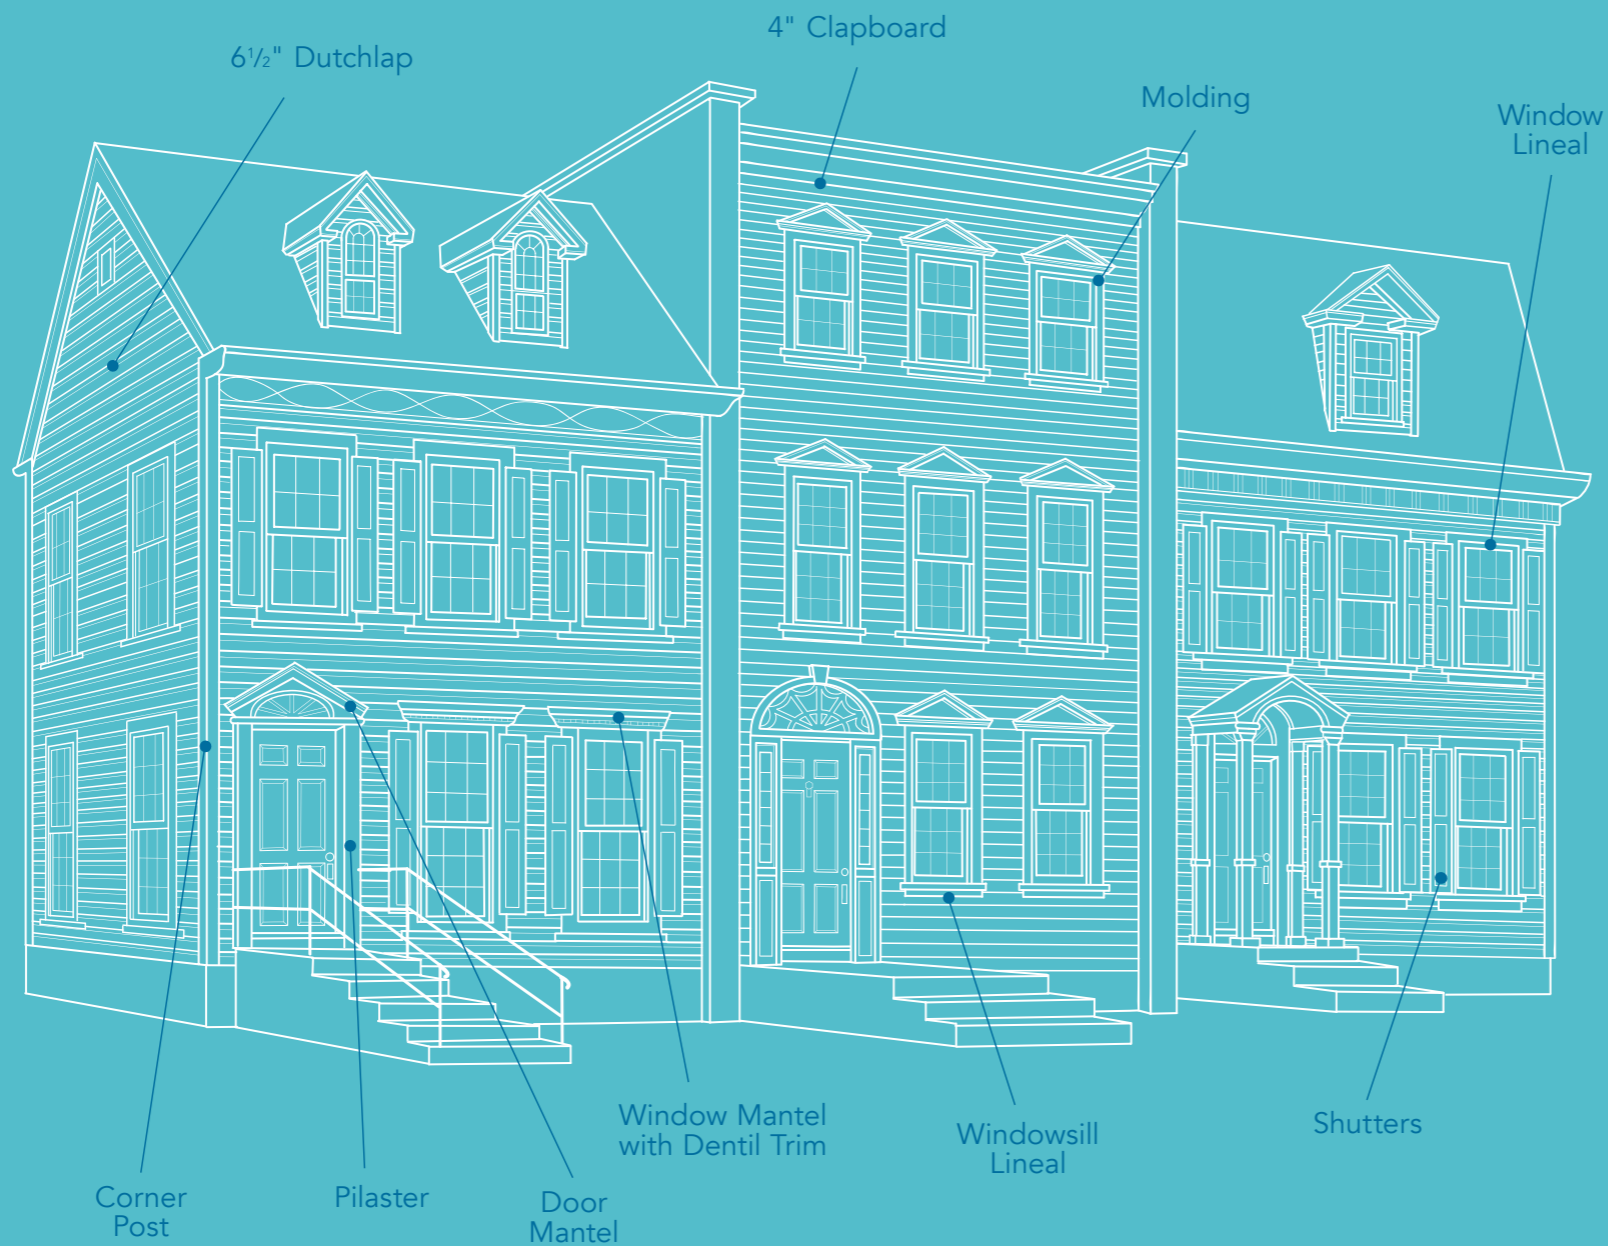 4" Clapboard
6½" Dutchlap
Molding
Window
Lineal
Window Mantel
with Dentil Trim
Windowsill
Lineal
Shutters
Corner
Post
Pilaster
Door
Mantel